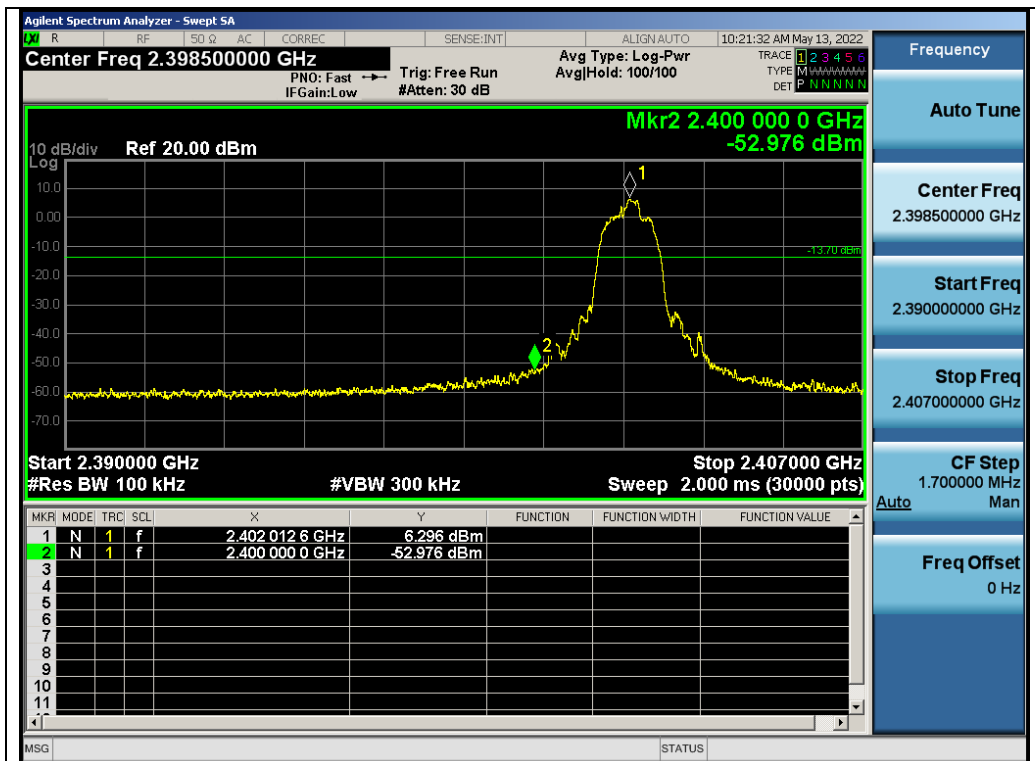 Agilent Spectrum Analyzer - Swept SA
LXI R RF 50 Ω AC CORREC SENSE:INT ALIGN AUTO 10:21:32 AM May 13, 2022
Center Freq 2.398500000 GHz
PNO: Fast
IFGain:Low
Trig: Free Run
#Atten: 30 dB
Avg Type: Log-Pwr
Avg|Hold: 100/100
TRACE 1 2 3 4 5 6
TYPE M
DET P N N N N N
Mkr2 2.400 000 0 GHz
-52.976 dBm
10 dB/div Ref 20.00 dBm
Log
10.0
0.00
-10.0
-20.0
-30.0
-40.0
-50.0
-60.0
-70.0
1
-13.70 dBm
2
Start 2.390000 GHz Stop 2.407000 GHz
#Res BW 100 kHz #VBW 300 kHz Sweep 2.000 ms (30000 pts)
MKR MODE TRC SCL X Y FUNCTION FUNCTION WIDTH FUNCTION VALUE
1 N 1 f 2.402 012 6 GHz 6.296 dBm
2 N 1 f 2.400 000 0 GHz -52.976 dBm
3
4
5
6
7
8
9
10
11
MSG STATUS
Frequency
Auto Tune
Center Freq
2.398500000 GHz
Start Freq
2.390000000 GHz
Stop Freq
2.407000000 GHz
CF Step
1.700000 MHz
Auto Man
Freq Offset
0 Hz